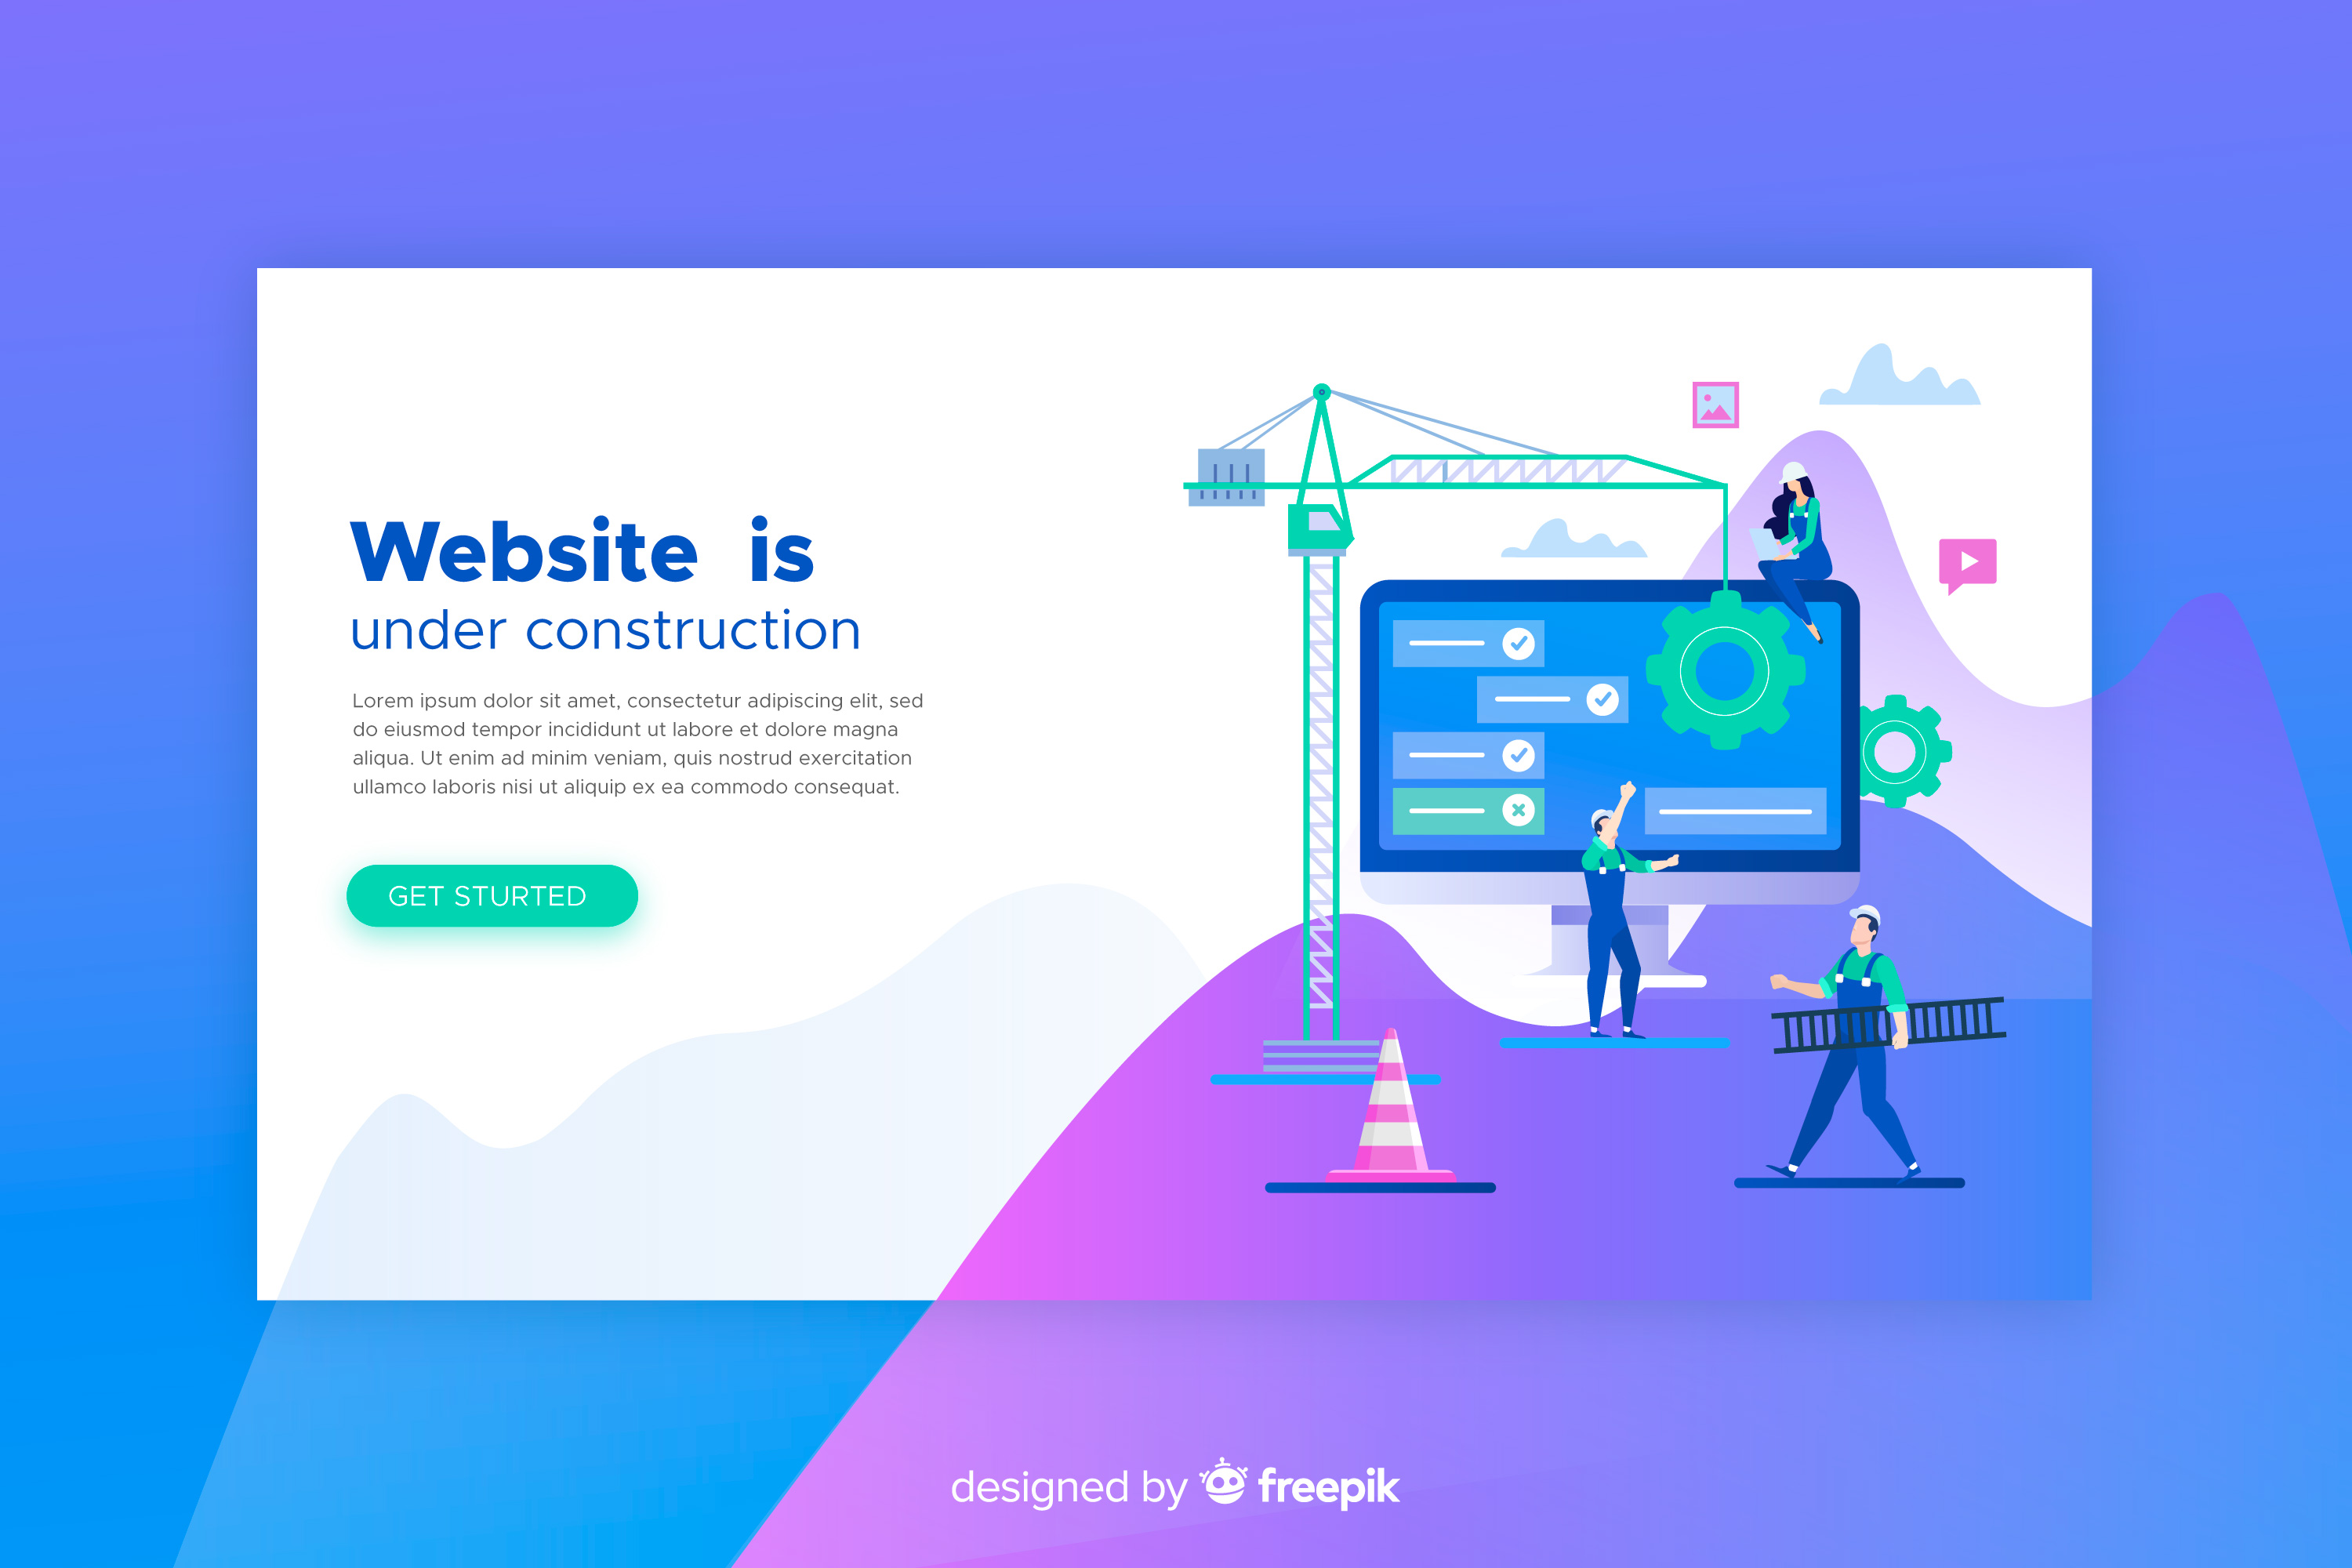 Website is
under construction
Lorem ipsum dolor sit amet, consectetur adipiscing elit, sed
do eiusmod tempor incididunt ut labore et dolore magna
aliqua. Ut enim ad minim veniam, quis nostrud exercitation
ullamco laboris nisi ut aliquip ex ea commodo consequat.
GET STURTED
designed by freepik